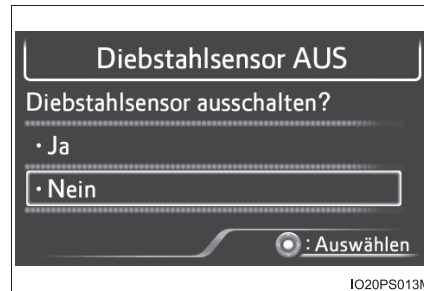 Diebstahlsensor AUS
Diebstahlsensor ausschalten?
· Ja
· Nein
: Auswählen
IO20PS013M